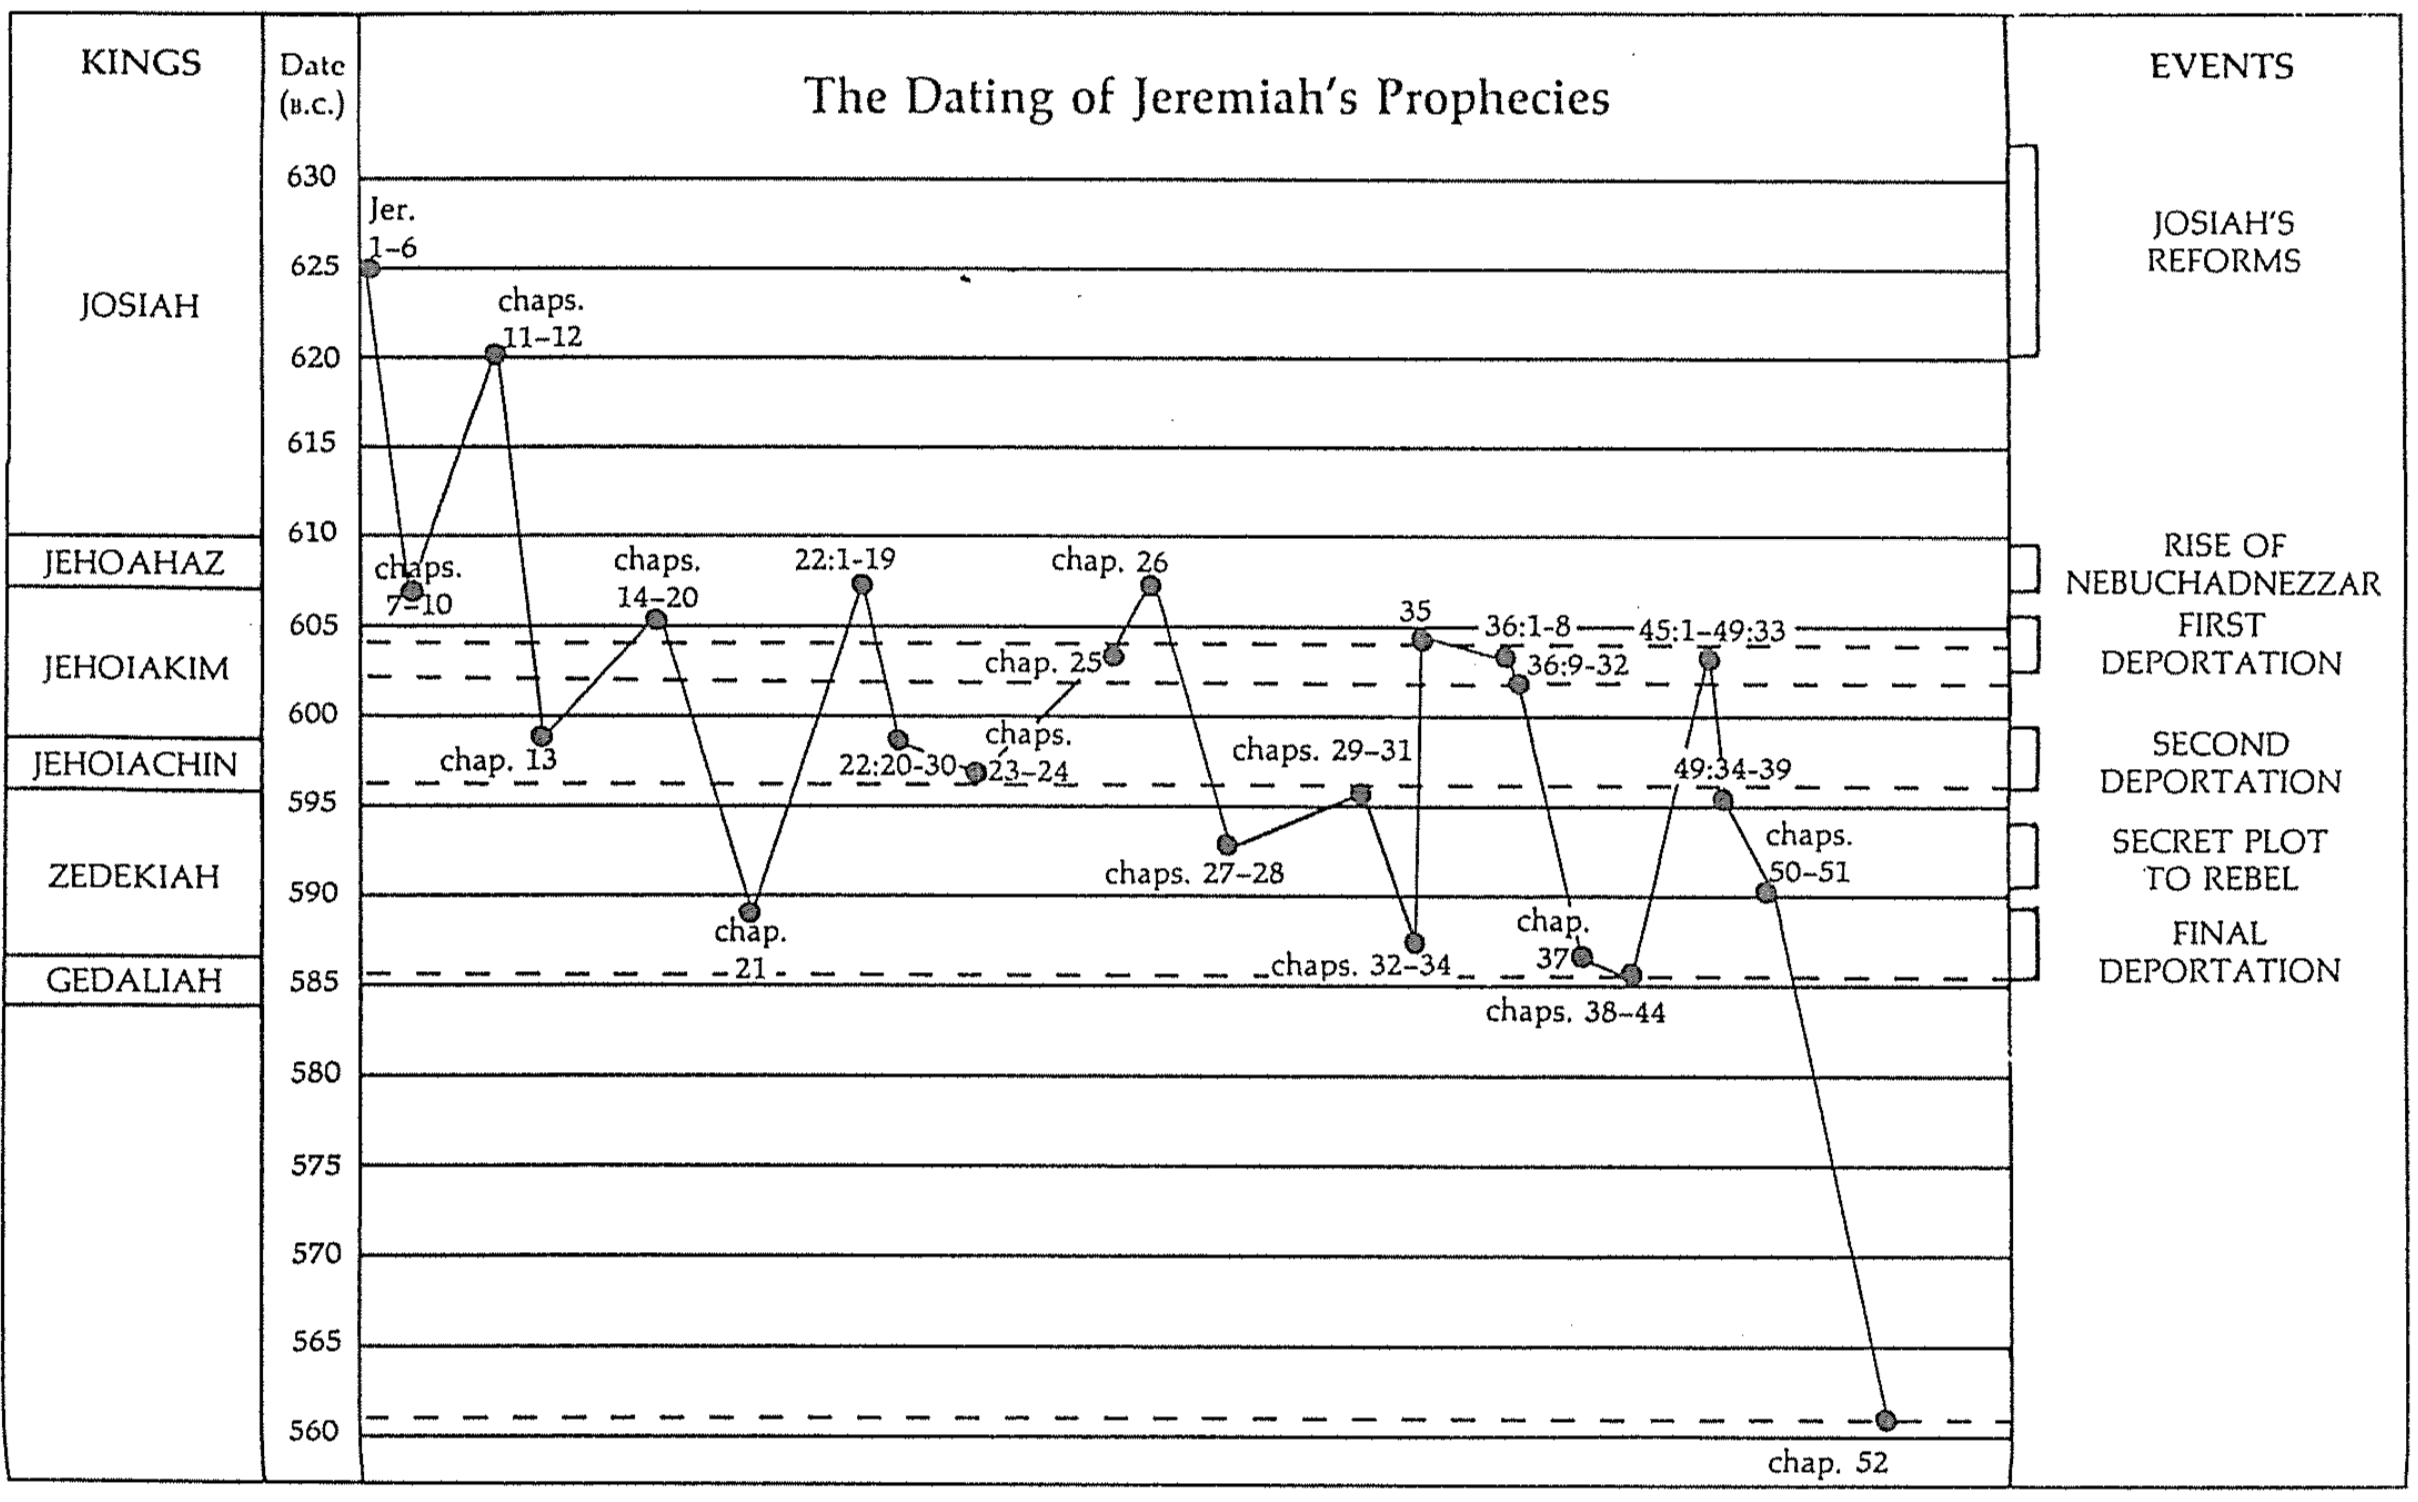 KINGS
Date
(B.C.)
The Dating of Jeremiah's Prophecies
EVENTS
630
Jer.
1–6
625
JOSIAH'S
REFORMS
JOSIAH
chaps.
11–12
620
615
610
JEHOAHAZ
chaps.
7–10
chaps.
14–20
22:1-19
chap. 26
RISE OF
NEBUCHADNEZZAR
605
35
36:1-8
45:1–49:33
FIRST
DEPORTATION
JEHOIAKIM
chap. 25
36:9-32
600
JEHOIACHIN
chap. 13
22:20-30
chaps.
23–24
chaps. 29–31
49:34-39
SECOND
DEPORTATION
595
ZEDEKIAH
chaps. 27–28
chaps.
50–51
SECRET PLOT
TO REBEL
590
chap.
21
chaps. 32–34
chap.
37
FINAL
DEPORTATION
GEDALIAH
585
chaps. 38–44
580
575
570
565
560
chap. 52